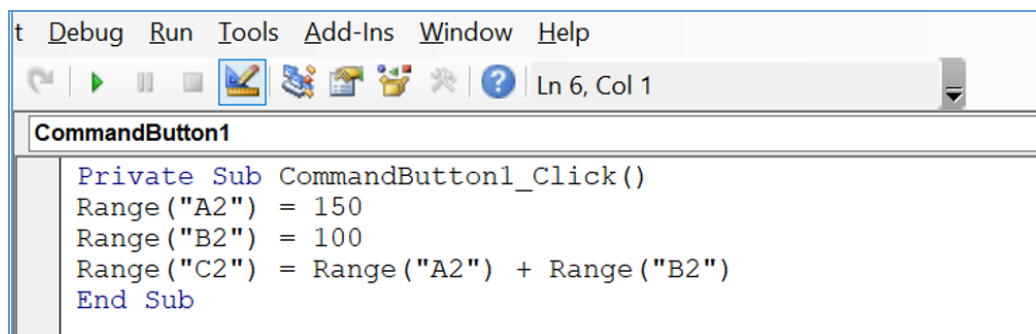 t Debug Run Tools Add-Ins Window Help
Ln 6, Col 1
CommandButton1
Private Sub CommandButton1_Click()
Range("A2") = 150
Range("B2") = 100
Range("C2") = Range("A2") + Range("B2")
End Sub